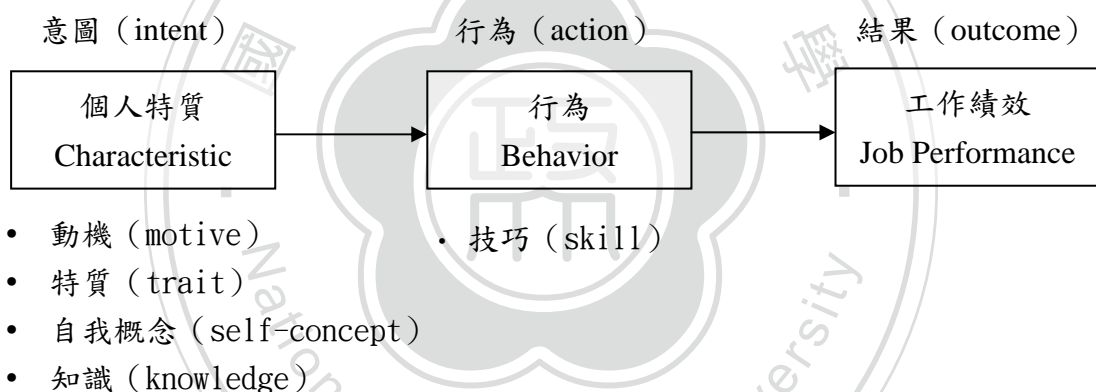 意圖（intent） 行為（action） 結果（outcome）
個人特質 行為 工作績效
Characteristic Behavior Job Performance
• 動機（motive） • 技巧（skill）
• 特質（trait）
• 自我概念（self-concept）
• 知識（knowledge）